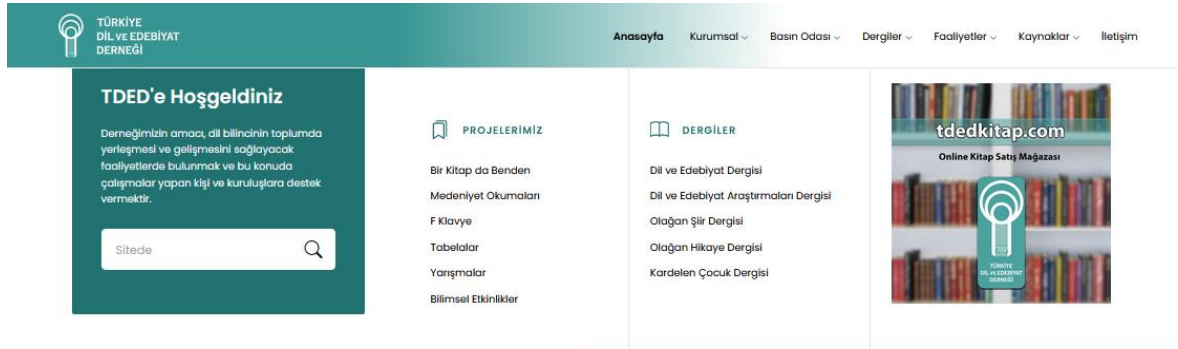 TÜRKİYE
DİL VE EDEBİYAT
DERNEĞİ
Anasayfa Kurumsal Basın Odası Dergiler Faaliyetler Kaynaklar İletişim
TDED'e Hoşgeldiniz
Derneğimizin amacı, dil bilincinin toplumda
yerleşmesi ve gelişmesini sağlayacak
faaliyetlerde bulunmak ve bu konuda
çalışmalar yapan kişi ve kuruluşlara destek
vermektir.
Sitede
PROJELERİMİZ
Bir Kitap da Benden
Medeniyet Okumaları
F Klavye
Tabelalar
Yarışmalar
Bilimsel Etkinlikler
DERGİLER
Dil ve Edebiyat Dergisi
Dil ve Edebiyat Araştırmaları Dergisi
Olağan Şiir Dergisi
Olağan Hikaye Dergisi
Kardelen Çocuk Dergisi
tdedkitap.com
Online Kitap Satış Mağazası
TÜRKİYE
DİL VE EDEBİYAT
DERNEĞİ